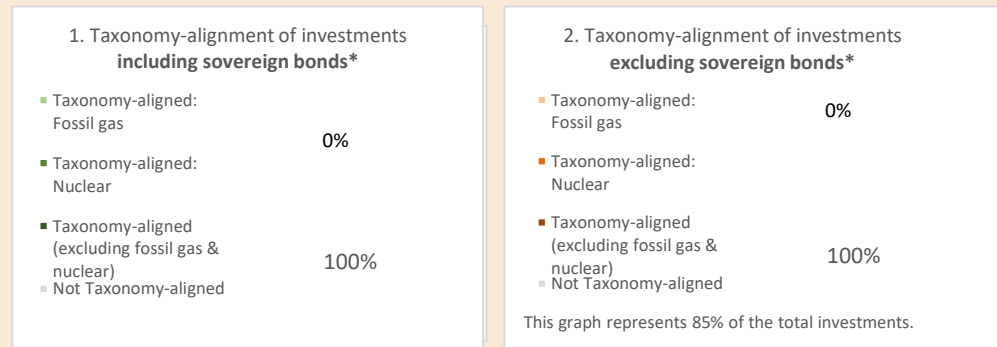 1. Taxonomy-alignment of investments
including sovereign bonds*
Taxonomy-aligned:
Fossil gas
Taxonomy-aligned:
Nuclear
Taxonomy-aligned
(excluding fossil gas &
nuclear)
Not Taxonomy-aligned
0%
100%
2. Taxonomy-alignment of investments
excluding sovereign bonds*
Taxonomy-aligned:
Fossil gas
Taxonomy-aligned:
Nuclear
Taxonomy-aligned
(excluding fossil gas &
nuclear)
Not Taxonomy-aligned
0%
100%
This graph represents 85% of the total investments.